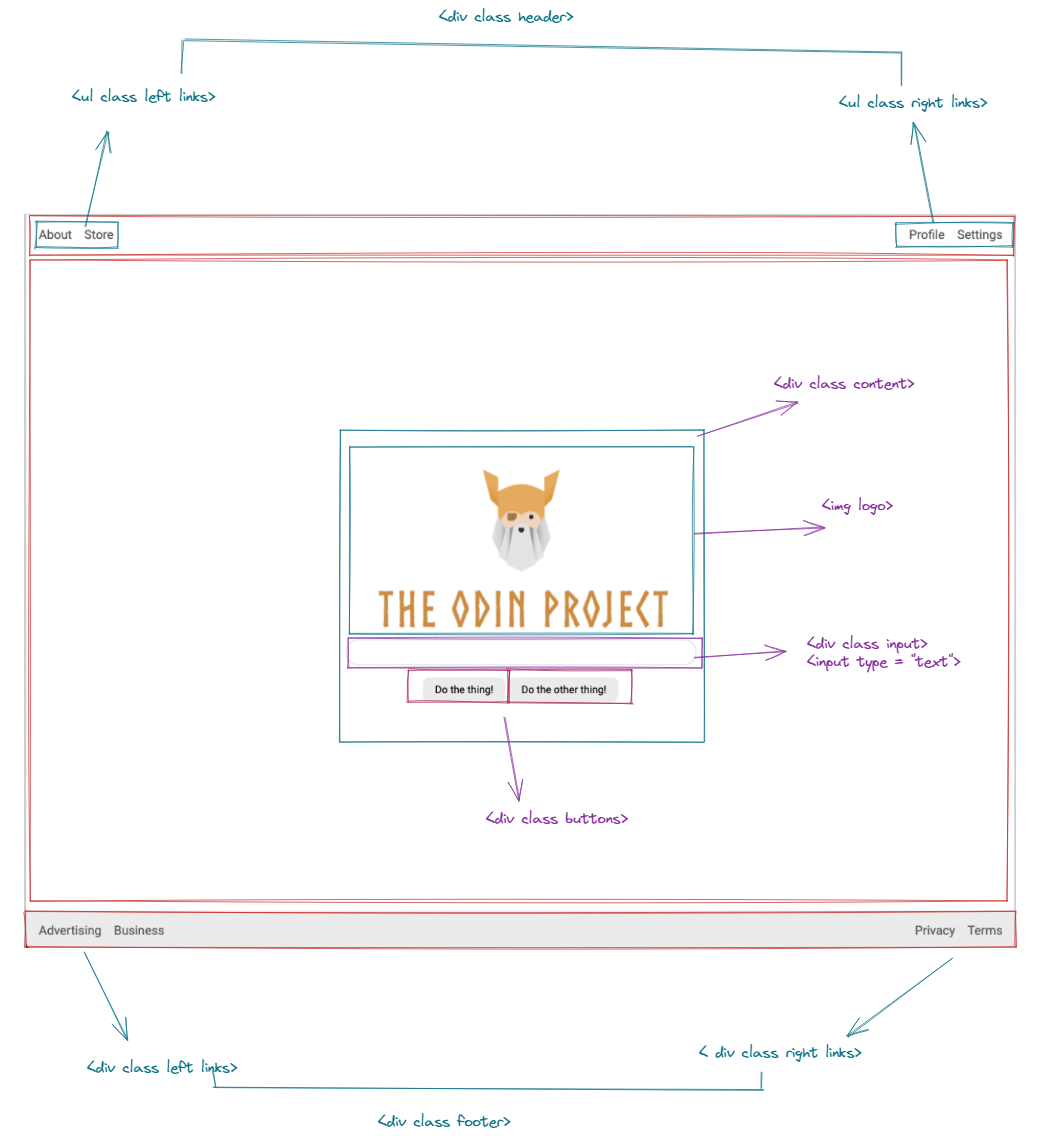 <div class header>
<ul class left links>
<ul class right links>
About Store
Profile Settings
<div class content>
<img logo>
THE ODIN PROJECT
<div class input>
<input type = "text">
Do the thing! Do the other thing!
<div class buttons>
Advertising Business
Privacy Terms
<div class left links>
< div class right links>
<div class footer>